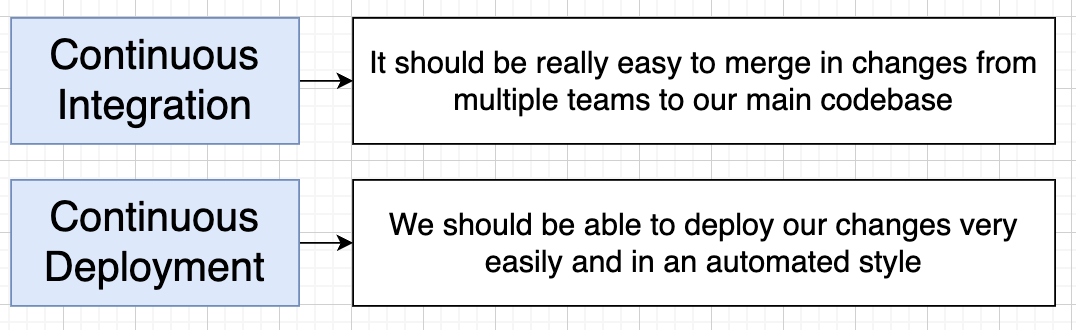 Continuous
Integration
It should be really easy to merge in changes from
multiple teams to our main codebase
Continuous
Deployment
We should be able to deploy our changes very
easily and in an automated style